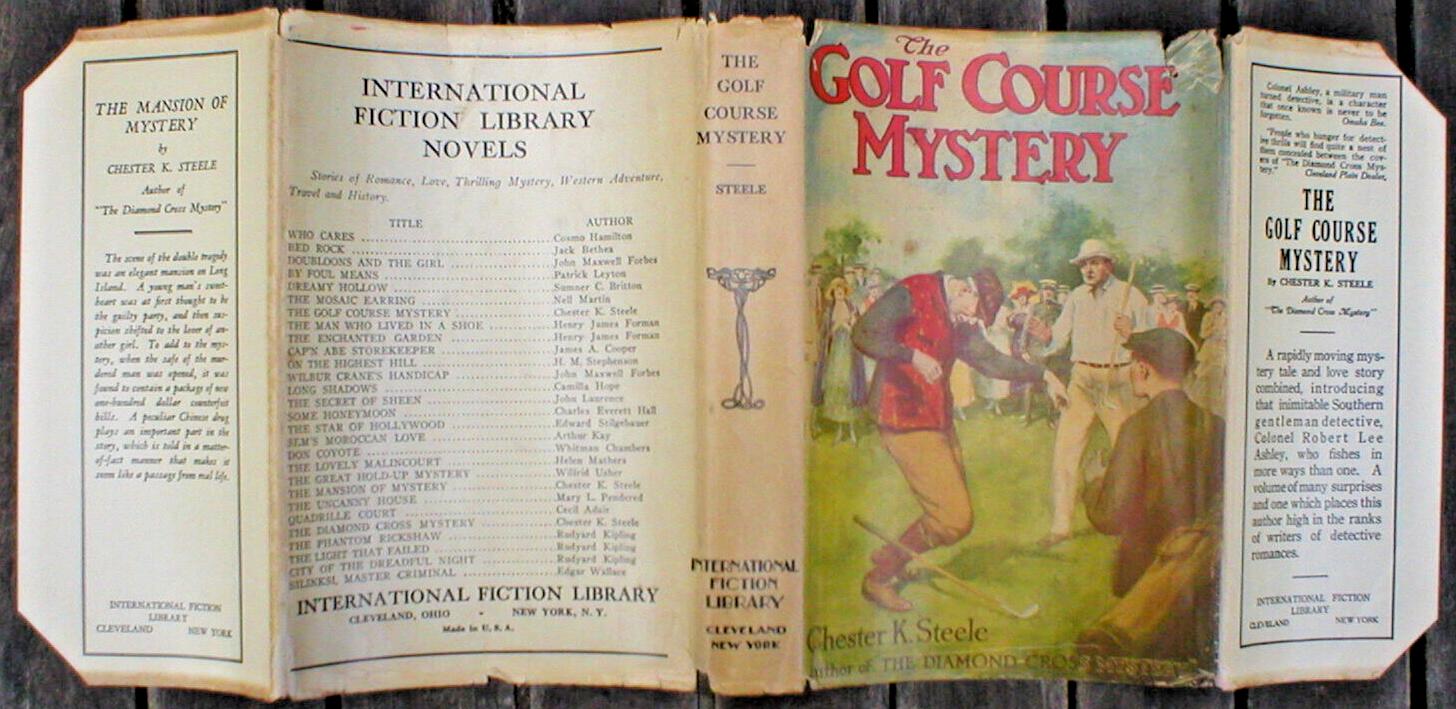 THE MANSION OF
MYSTERY
by
CHESTER K. STEELE
Author of
"The Diamond Cross Mystery"
The scene of the double tragedy
was an elegant mansion on Long
Island. A young man's sweet-
heart was at first thought to be
the guilty party, and then sus-
picion shifted to the lover of an-
other girl. To add to the mys-
tery, when the safe of the mur-
dered man was opened, it was
found to contain a package of new
one-hundred dollar counterfeit
bills. A peculiar Chinese drug
plays an important part in the
story, which is told in a matter-
of-fact manner that makes it
seem like a passage from real life.
INTERNATIONAL FICTION
LIBRARY
CLEVELAND NEW YORK
INTERNATIONAL
FICTION LIBRARY
NOVELS
Stories of Romance, Love, Thrilling Mystery, Western Adventure,
Travel and History.
TITLE AUTHOR
WHO CARES Cosmo Hamilton
BED ROCK Jack Bethea
DOUBLOONS AND THE GIRL John Maxwell Forbes
BY FOUL MEANS Patrick Leyton
DREAMY HOLLOW Sumner C. Britton
THE MOSAIC EARRING Nell Martin
THE GOLF COURSE MYSTERY Chester K. Steele
THE MAN WHO LIVED IN A SHOE Henry James Forman
THE ENCHANTED GARDEN Henry James Forman
CAP'N ABE STOREKEEPER James A. Cooper
ON THE HIGHEST HILL H. M. Stephenson
WILBUR CRANE'S HANDICAP John Maxwell Forbes
LONG SHADOWS Camilla Hope
THE SECRET OF SHEEN John Laurence
SOME HONEYMOON Charles Everett Hall
THE STAR OF HOLLYWOOD Edward Stilgebauer
MOROCCAN LOVE Arthur Kay
DON COYOTE Whitman Chambers
THE LOVELY MALINCOURT Helen Mathers
THE GREAT HOLD-UP MYSTERY Wilfrid Usher
THE MANSION OF MYSTERY Chester K. Steele
THE UNCANNY HOUSE Mary L. Pendered
QUADRILLE COURT Cecil Adair
THE DIAMOND CROSS MYSTERY Chester K. Steele
THE PHANTOM RICKSHAW Rudyard Kipling
THE LIGHT THAT FAILED Rudyard Kipling
CITY OF THE DREADFUL NIGHT Rudyard Kipling
MASTER CRIMINAL Edgar Wallace
INTERNATIONAL FICTION LIBRARY
CLEVELAND, OHIO - NEW YORK, N. Y.
Made in U. S. A.
THE
GOLF
COURSE
MYSTERY
STEELE
INTERNATIONAL
FICTION
LIBRARY
CLEVELAND
NEW YORK
The
GOLF COURSE
MYSTERY
Chester K. Steele
author of THE DIAMOND CROSS
Colonel Ashley, a military man
turned detective, is a character
that once known is never to be
forgotten. Omaha Bee.
"People who hunger for detect-
ive thrills will find quite a nest of
them concealed between the cov-
ers of "The Diamond Cross Mys-
tery." Cleveland Plain Dealer.
THE
GOLF COURSE
MYSTERY
By CHESTER K. STEELE
Author of
"The Diamond Cross Mystery"
A rapidly moving mys-
tery tale and love story
combined, introducing
that inimitable Southern
gentleman detective,
Colonel Robert Lee
Ashley, who fishes in
more ways than one. A
volume of many surprises
and one which places this
author high in the ranks
of writers of detective
romances.
INTERNATIONAL FICTION
LIBRARY
CLEVELAND NEW YORK